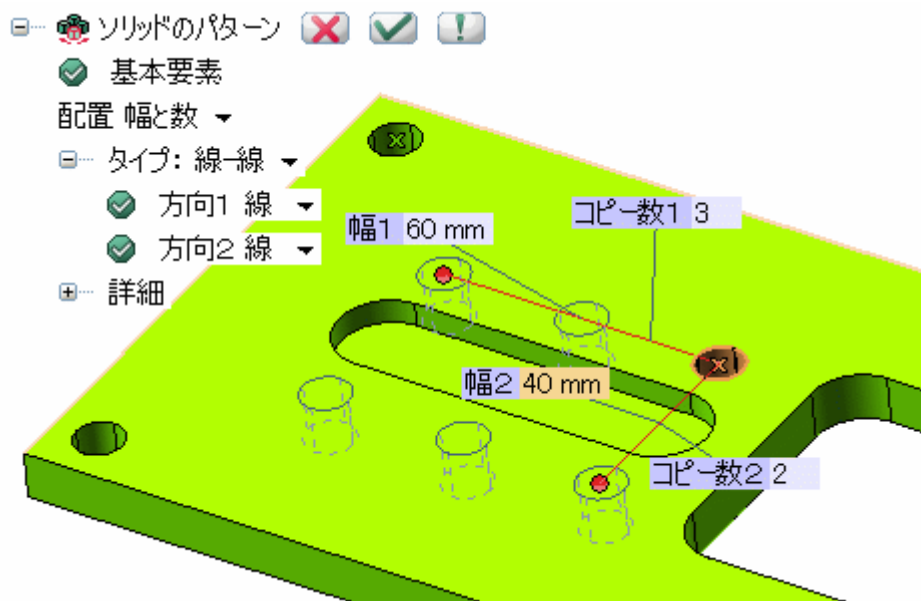 ソリッドのパターン
基本要素
配置 幅と数
タイプ: 線-線
方向1 線
方向2 線
詳細
幅1 60 mm
コピー数1 3
幅2 40 mm
コピー数2 2